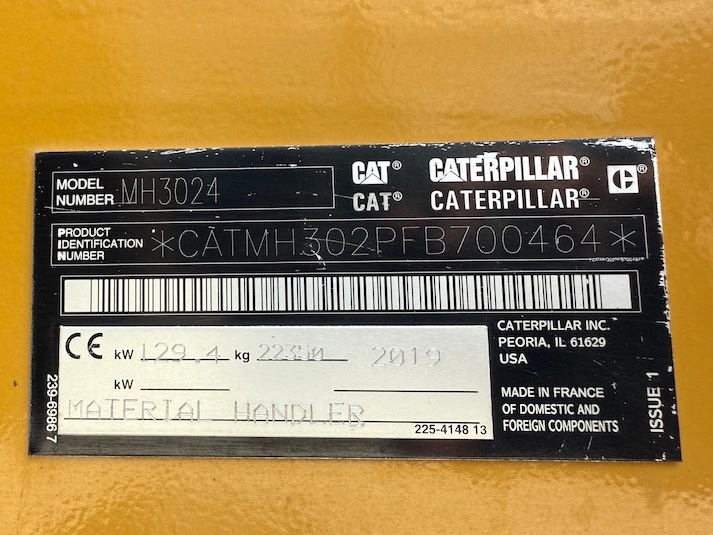 MODEL NUMBER MH3024
CAT® CATERPILLAR® C®
CAT® CATERPILLAR®
PRODUCT IDENTIFICATION NUMBER *CATMH302PFB700464*
*CATMH302PFB700464*
CE kW 129.4 kg 22350 2019
kW
MATERIAL HANDLER
225-4148 13
239-6986 7
CATERPILLAR INC.
PEORIA, IL 61629
USA
MADE IN FRANCE
OF DOMESTIC AND
FOREIGN COMPONENTS
ISSUE 1